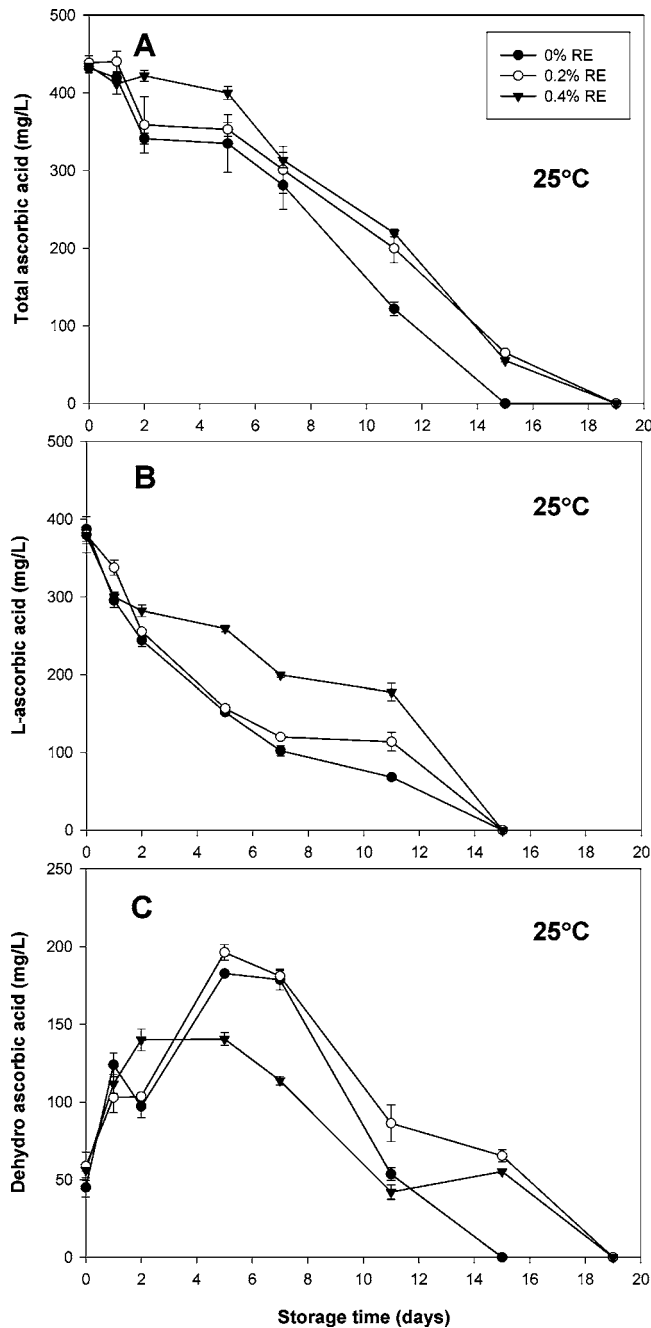 A
0% RE
0.2% RE
0.4% RE
25°C
Total ascorbic acid (mg/L)
500
400
300
200
100
0
0 2 4 6 8 10 12 14 16 18 20
B
25°C
L-ascorbic acid (mg/L)
500
400
300
200
100
0
0 2 4 6 8 10 12 14 16 18 20
C
25°C
Dehydro ascorbic acid (mg/L)
250
200
150
100
50
0
0 2 4 6 8 10 12 14 16 18 20
Storage time (days)